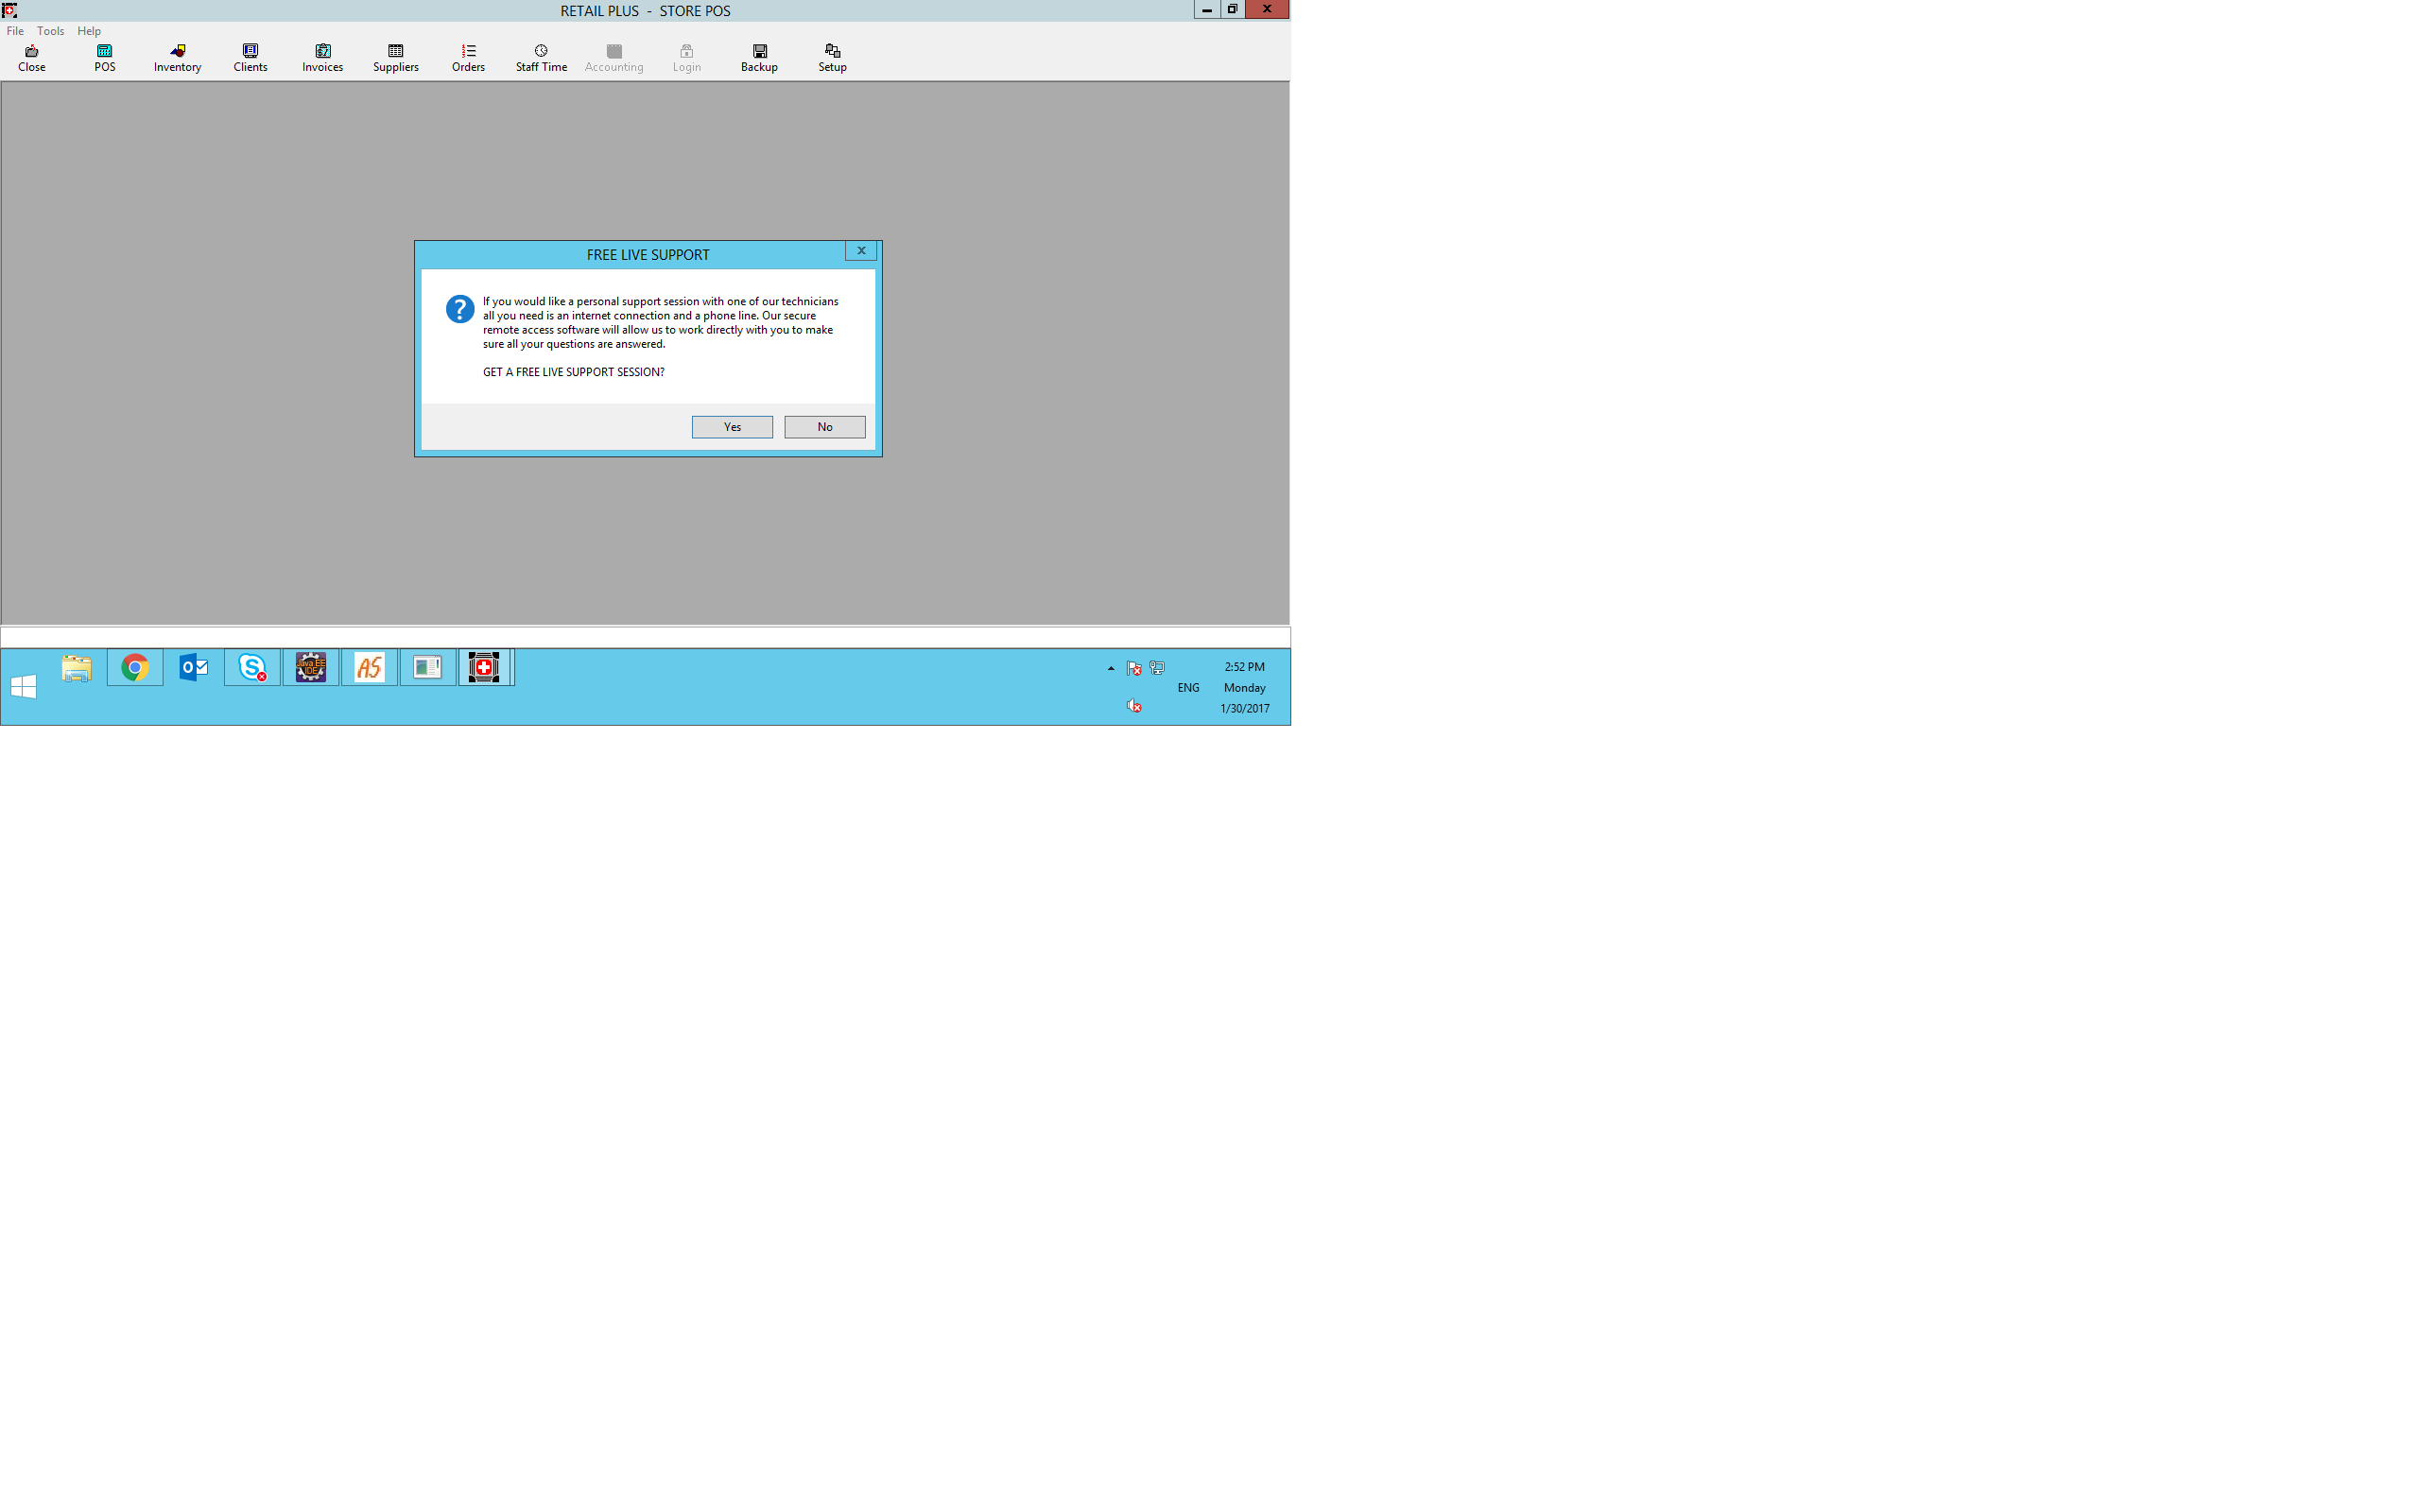 RETAIL PLUS - STORE POS
File Tools Help
Close POS Inventory Clients Invoices Suppliers Orders Staff Time Accounting Login Backup Setup
FREE LIVE SUPPORT
If you would like a personal support session with one of our technicians
all you need is an internet connection and a phone line. Our secure
remote access software will allow us to work directly with you to make
sure all your questions are answered.
GET A FREE LIVE SUPPORT SESSION?
Yes No
Java EE
IDE
AS
2:52 PM
ENG Monday
1/30/2017